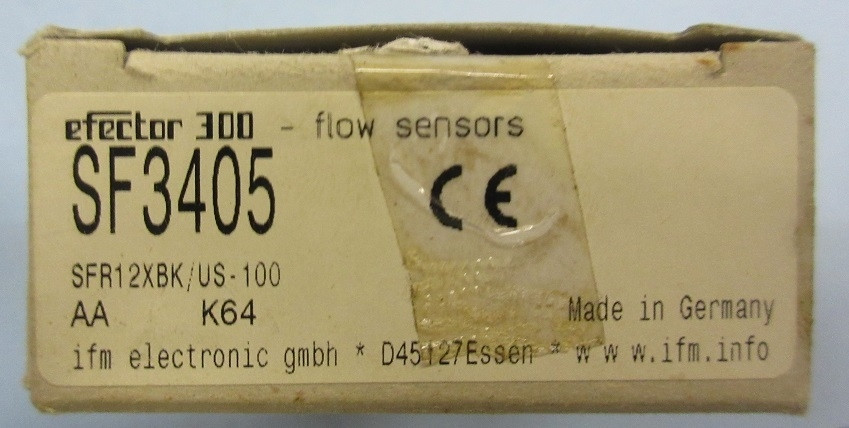 efector 300 - flow sensors
SF3405
CE
SFR12XBK/US-100
AA K64
Made in Germany
ifm electronic gmbh * D45127Essen * w w w.ifm.info